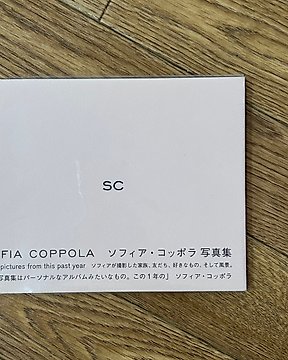 SC
FIA COPPOLA ソフィア・コッポラ 写真集
pictures from this past year ソフィアが撮影した家族、友だち、好きなもの、そして風景。
写真集はパーソナルなアルバムみたいなもの。この1年の」 ソフィア・コッポラ